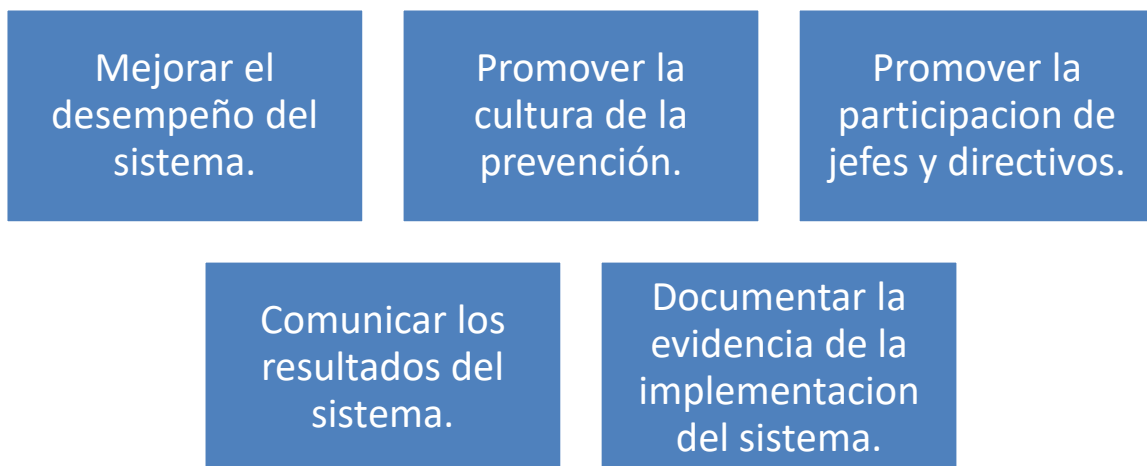 Mejorar el
desempeño del
sistema.
Promover la
cultura de la
prevención.
Promover la
participacion de
jefes y directivos.
Comunicar los
resultados del
sistema.
Documentar la
evidencia de la
implementacion
del sistema.